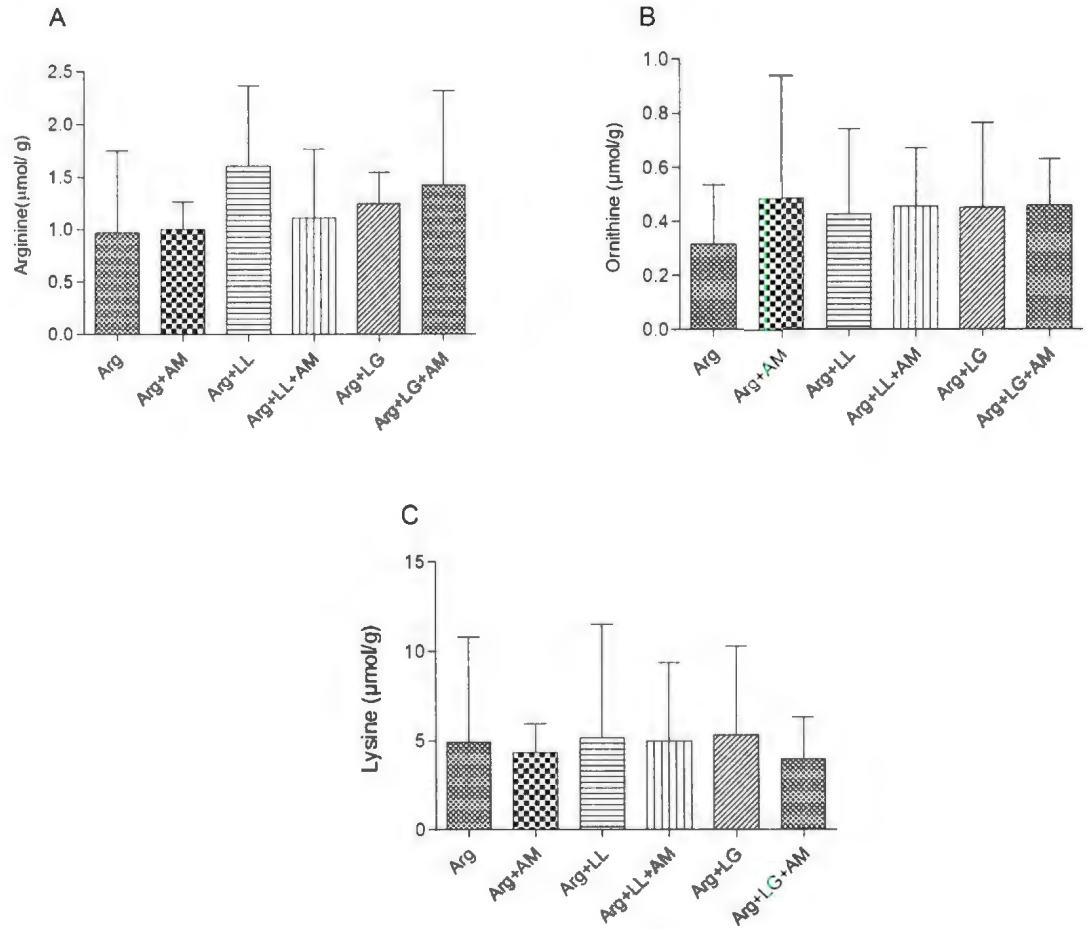 A
Arginine(μmol/ g)
2.5
2.0
1.5
1.0
0.5
0.0
Arg
Arg+AM
Arg+LL
Arg+LL+AM
Arg+LG
Arg+LG+AM
B
Ornithine (μmol/g)
1.0
0.8
0.6
0.4
0.2
0.0
Arg
Arg+AM
Arg+LL
Arg+LL+AM
Arg+LG
Arg+LG+AM
C
Lysine (μmol/g)
15
10
5
0
Arg
Arg+AM
Arg+LL
Arg+LL+AM
Arg+LG
Arg+LG+AM